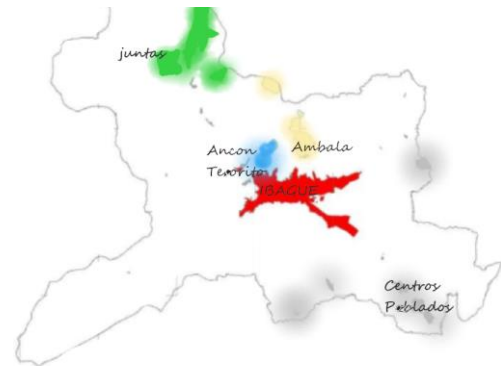 juntas
Ancon
Tesorito
Ambala
IBAGUE
Centros
Poblados